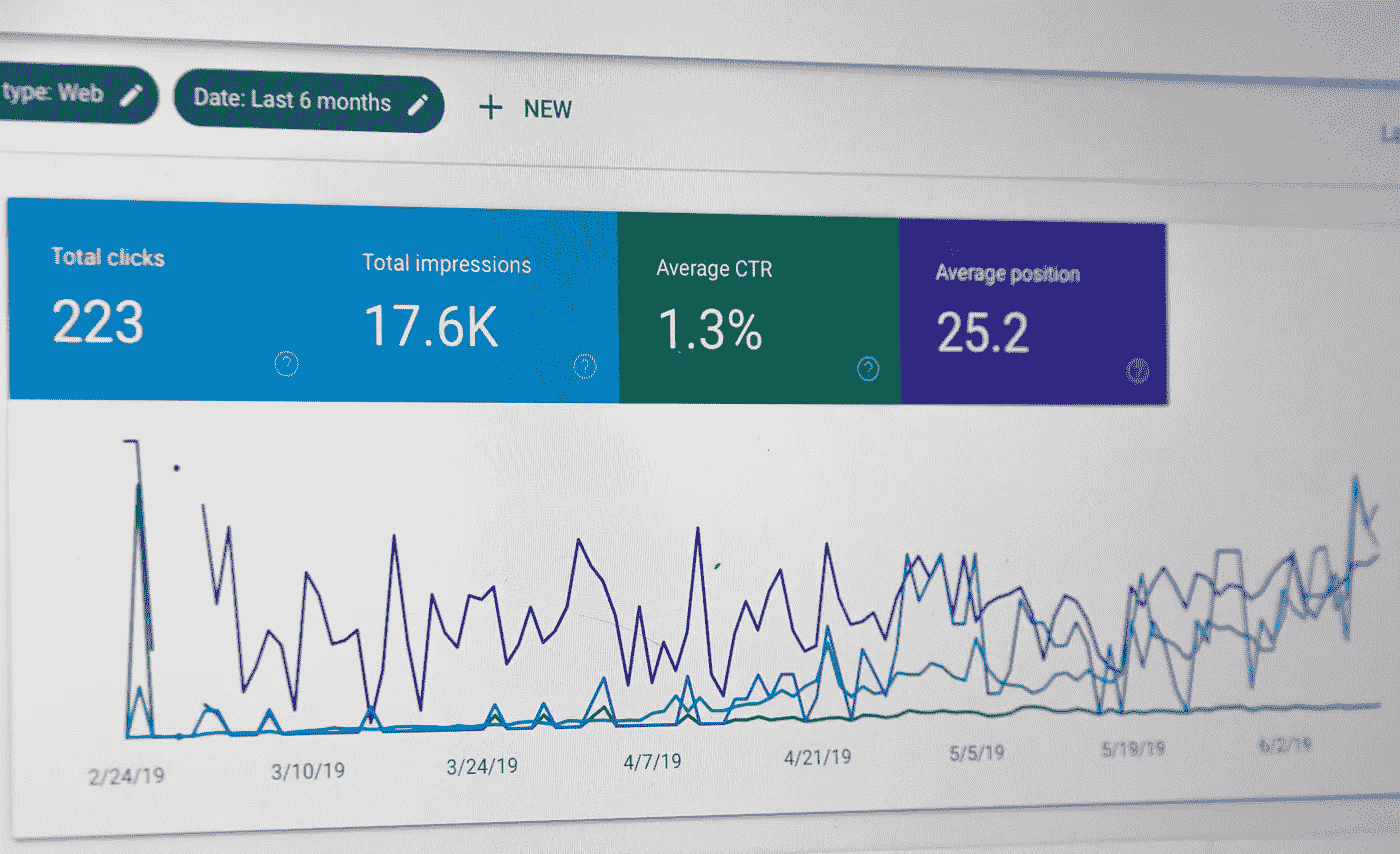 type: Web
Date: Last 6 months
+ NEW
Total clicks
223
Total impressions
17.6K
Average CTR
1.3%
Average position
25.2
2/24/19
3/10/19
3/24/19
4/7/19
4/21/19
5/5/19
5/19/19
6/2/19